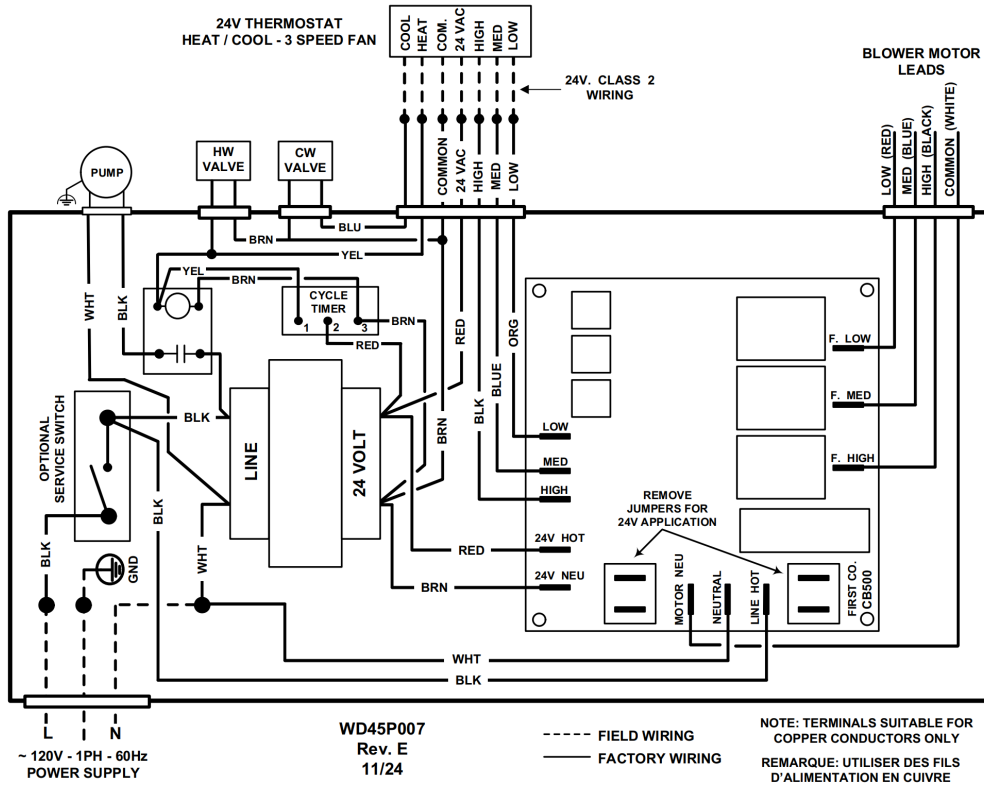 24V THERMOSTAT
HEAT / COOL - 3 SPEED FAN
COOL
HEAT
COM.
24 VAC
HIGH
MED
LOW
24V. CLASS 2
WIRING
BLOWER MOTOR
LEADS
LOW (RED)
MED (BLUE)
HIGH (BLACK)
COMMON (WHITE)
PUMP
HW
VALVE
CW
VALVE
COMMON
24 VAC
HIGH
MED
LOW
BLU
BRN
YEL
YEL
BRN
WHT
BLK
CYCLE
TIMER
1
2
3
BRN
RED
RED
ORG
BLUE
BLK
BRN
OPTIONAL
SERVICE SWITCH
BLK
LINE
24 VOLT
BLK
WHT
BLK
GND
RED
BRN
LOW
MED
HIGH
24V HOT
24V NEU
F. LOW
F. MED
F. HIGH
REMOVE
JUMPERS FOR
24V APPLICATION
MOTOR NEU
NEUTRAL
LINE HOT
FIRST CO.
CB500
WHT
BLK
L
N
~ 120V - 1PH - 60Hz
POWER SUPPLY
WD45P007
Rev. E
11/24
FIELD WIRING
FACTORY WIRING
NOTE: TERMINALS SUITABLE FOR
COPPER CONDUCTORS ONLY
REMARQUE: UTILISER DES FILS
D'ALIMENTATION EN CUIVRE